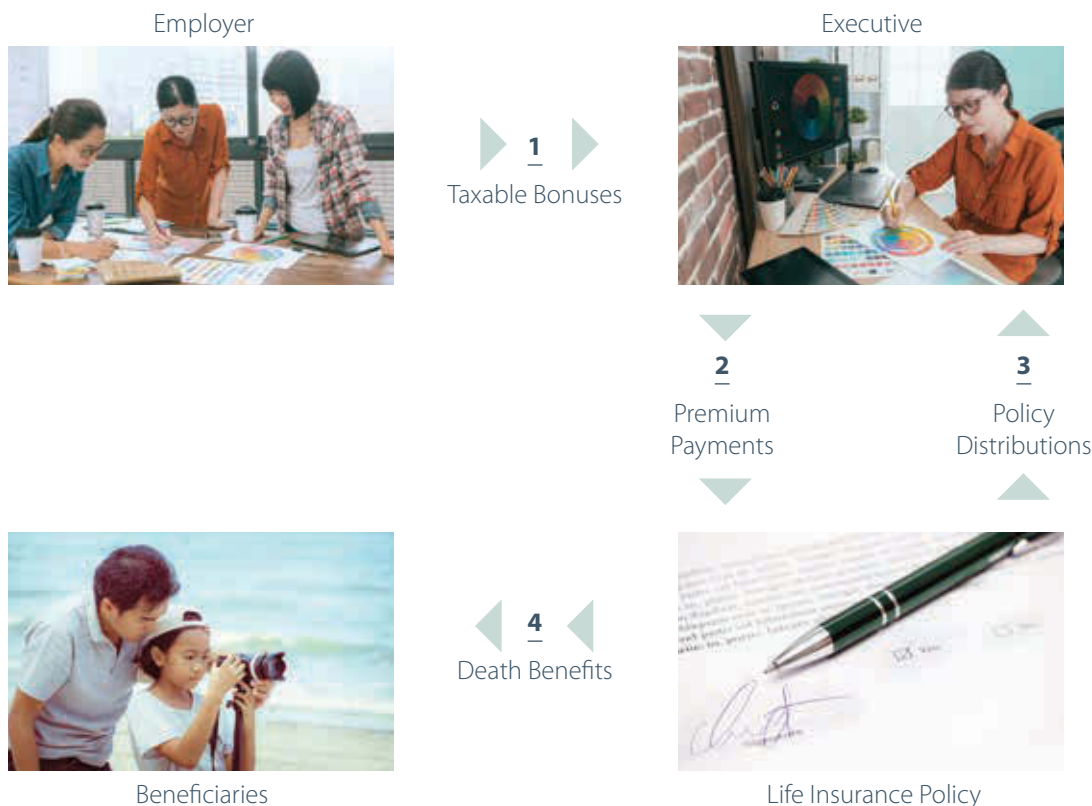 Employer
Executive
1
Taxable Bonuses
2
Premium
Payments
3
Policy
Distributions
4
Death Benefits
Beneficiaries
Life Insurance Policy